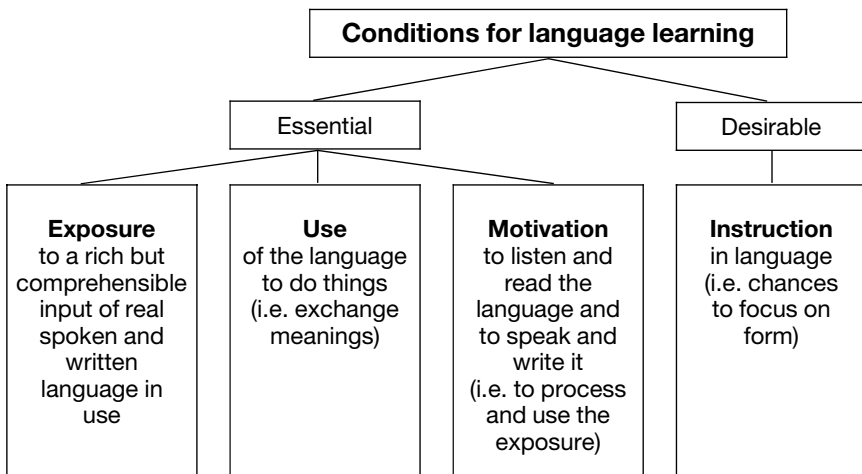 Conditions for language learning
Essential
Desirable
Exposure
to a rich but
comprehensible
input of real
spoken and
written
language in
use
Use
of the language
to do things
(i.e. exchange
meanings)
Motivation
to listen and
read the
language and
to speak and
write it
(i.e. to process
and use the
exposure)
Instruction
in language
(i.e. chances
to focus on
form)